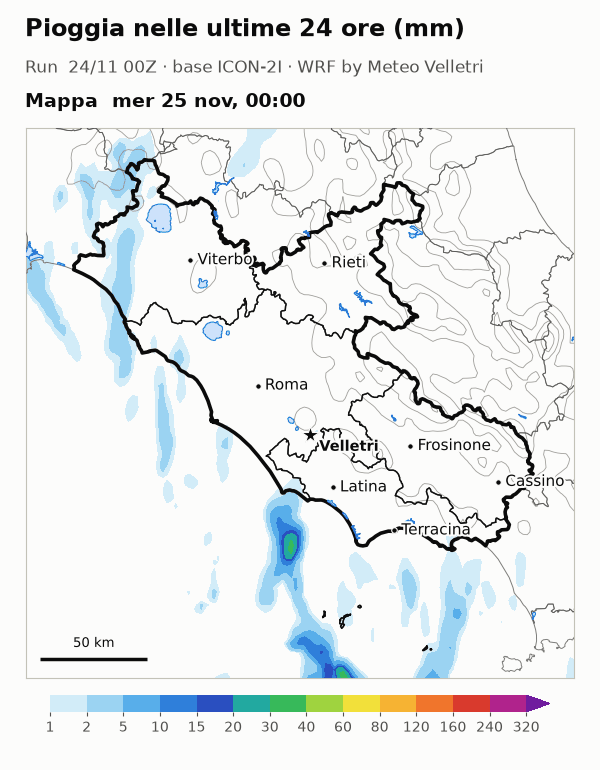 Pioggia nelle ultime 24 ore (mm)
Run 24/11 00Z · base ICON-2I · WRF by Meteo Velletri
Mappa mer 25 nov, 00:00
Viterbo
Rieti
Roma
Velletri
Frosinone
Latina
Cassino
Terracina
50 km
1 2 5 10 15 20 30 40 60 80 120 160 240 320